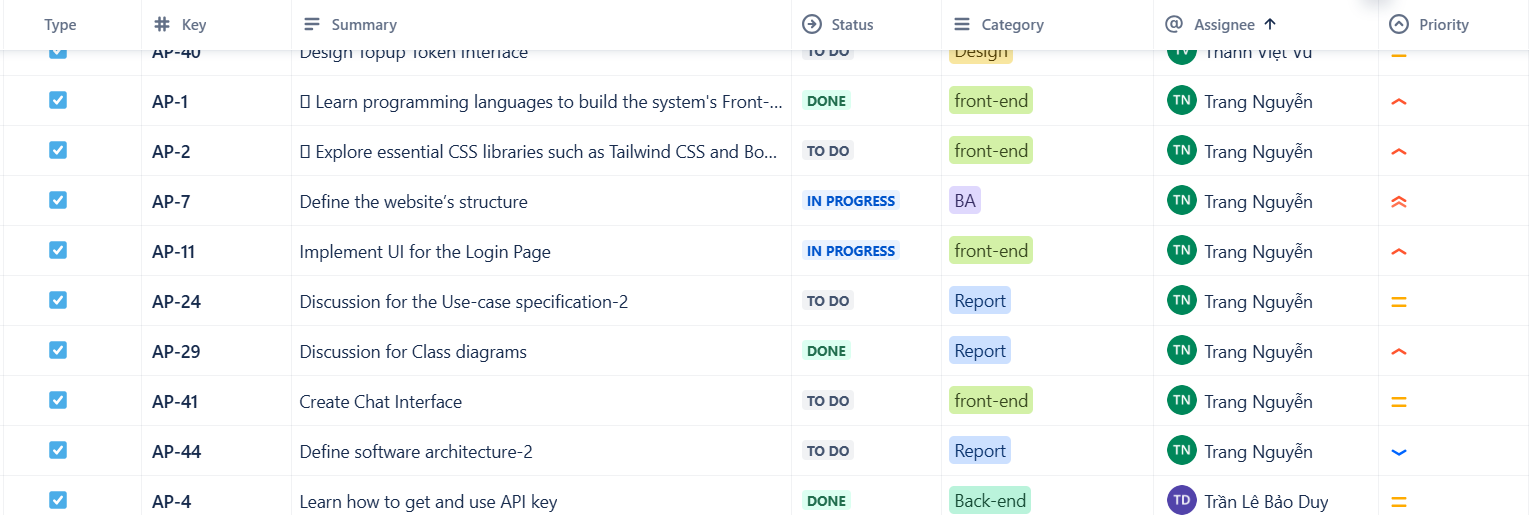 Type Key Summary Status Category Assignee Priority
AP-40 Design Topup Token Interface TO DO Design TV Thành Việt Vũ
AP-1 Learn programming languages to build the system's Front-... DONE front-end TN Trang Nguyễn
AP-2 Explore essential CSS libraries such as Tailwind CSS and Bo... TO DO front-end TN Trang Nguyễn
AP-7 Define the website’s structure IN PROGRESS BA TN Trang Nguyễn
AP-11 Implement UI for the Login Page IN PROGRESS front-end TN Trang Nguyễn
AP-24 Discussion for the Use-case specification-2 TO DO Report TN Trang Nguyễn
AP-29 Discussion for Class diagrams DONE Report TN Trang Nguyễn
AP-41 Create Chat Interface TO DO front-end TN Trang Nguyễn
AP-44 Define software architecture-2 TO DO Report TN Trang Nguyễn
AP-4 Learn how to get and use API key DONE Back-end TD Trần Lê Bảo Duy